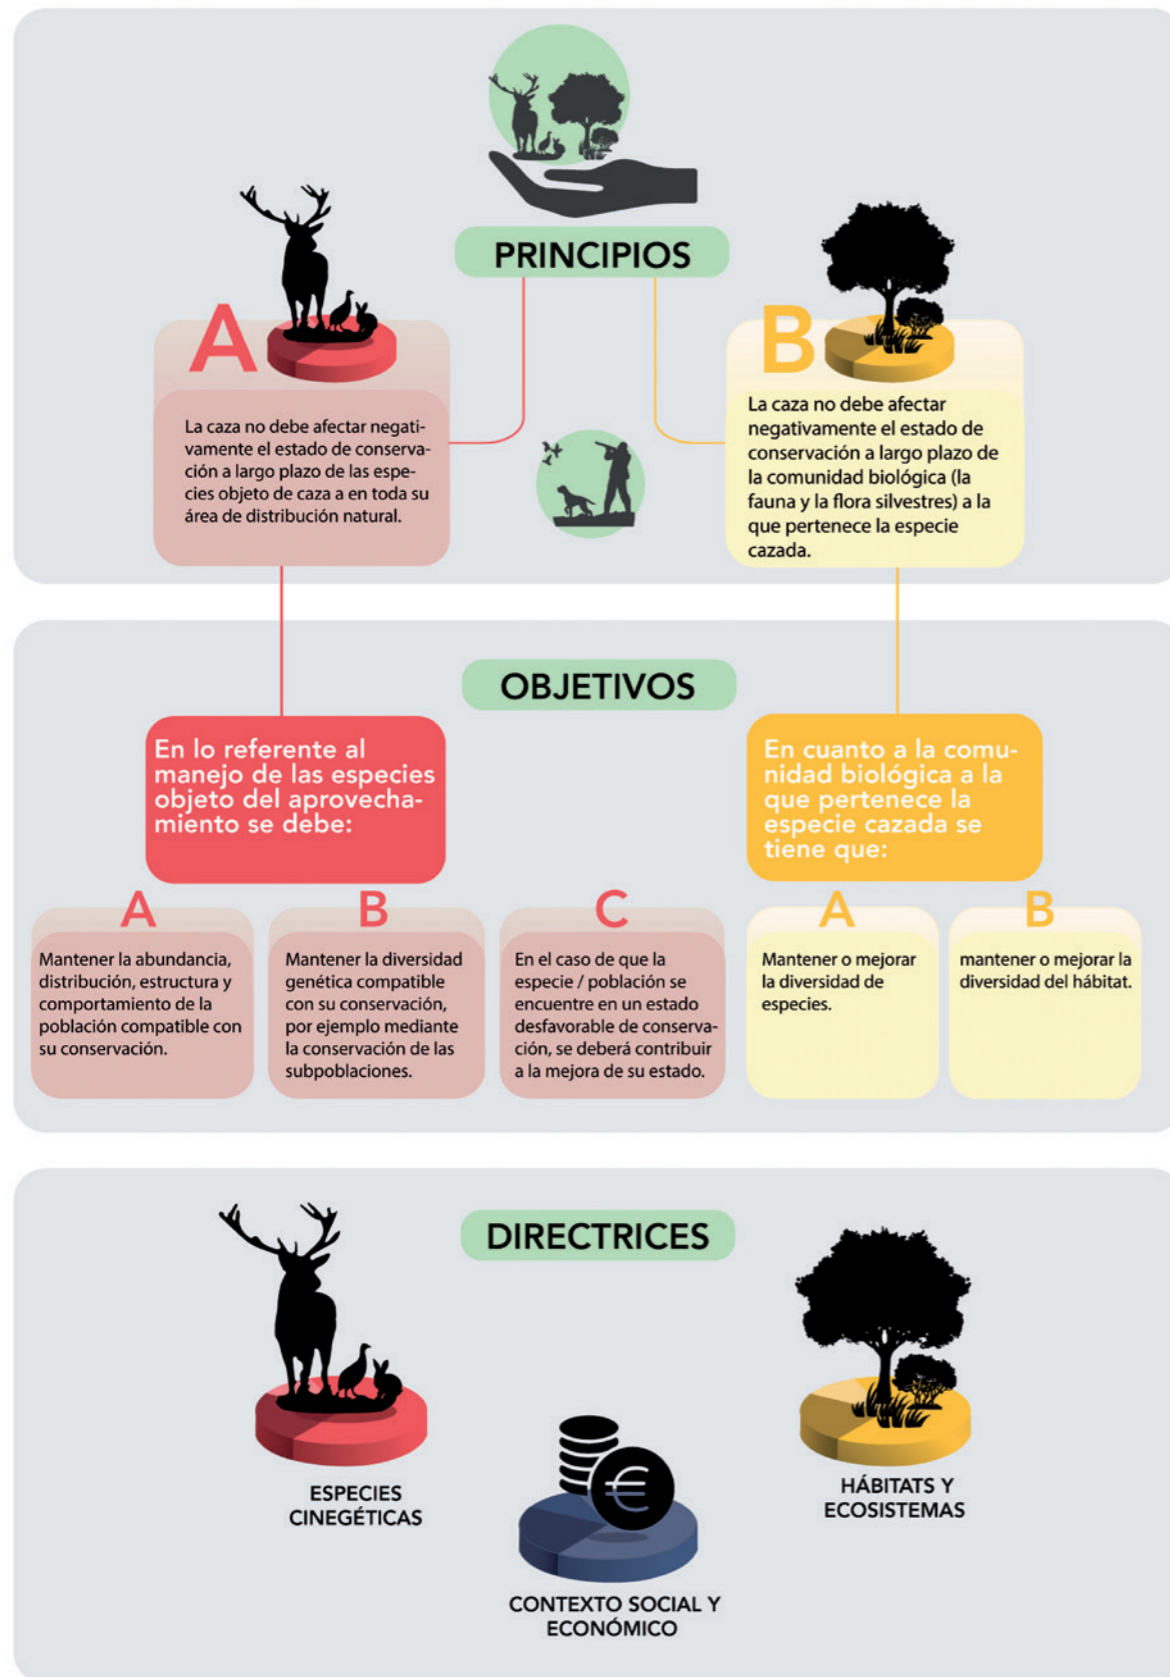 PRINCIPIOS
A
La caza no debe afectar negati-
vamente el estado de conserva-
ción a largo plazo de las espe-
cies objeto de caza a en toda su
área de distribución natural.
B
La caza no debe afectar
negativamente el estado de
conservación a largo plazo de
la comunidad biológica (la
fauna y la flora silvestres) a la
que pertenece la especie
cazada.
OBJETIVOS
En lo referente al
manejo de las especies
objeto del aprovecha-
miento se debe:
A
Mantener la abundancia,
distribución, estructura y
comportamiento de la
población compatible con
su conservación.
B
Mantener la diversidad
genética compatible
con su conservación,
por ejemplo mediante
la conservación de las
subpoblaciones.
C
En el caso de que la
especie / población se
encuentre en un estado
desfavorable de conserva-
ción, se deberá contribuir
a la mejora de su estado.
En cuanto a la comu-
nidad biológica a la
que pertenece la
especie cazada se
tiene que:
A
Mantener o mejorar
la diversidad de
especies.
B
mantener o mejorar la
diversidad del hábitat.
DIRECTRICES
ESPECIES
CINEGÉTICAS
€
CONTEXTO SOCIAL Y
ECONÓMICO
HÁBITATS Y
ECOSISTEMAS